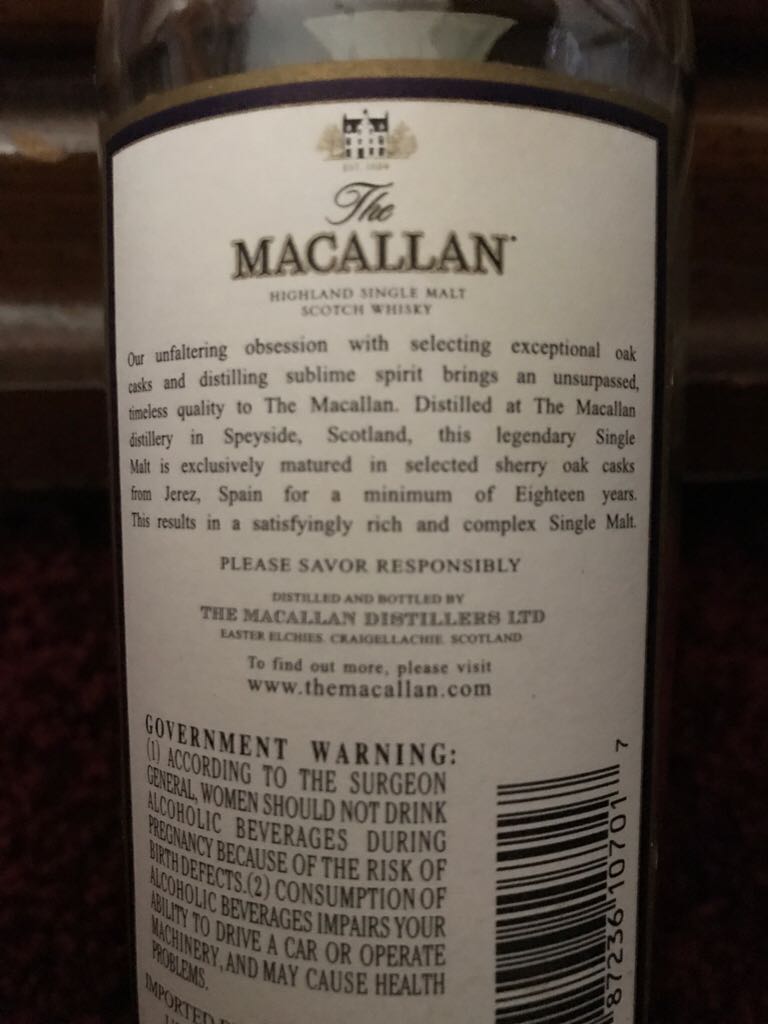 EST. 1824
The
MACALLAN
HIGHLAND SINGLE MALT
SCOTCH WHISKY
Our unfaltering obsession with selecting exceptional oak
casks and distilling sublime spirit brings an unsurpassed,
timeless quality to The Macallan. Distilled at The Macallan
distillery in Speyside, Scotland, this legendary Single
Malt is exclusively matured in selected sherry oak casks
from Jerez, Spain for a minimum of Eighteen years.
This results in a satisfyingly rich and complex Single Malt.
PLEASE SAVOR RESPONSIBLY
DISTILLED AND BOTTLED BY
THE MACALLAN DISTILLERS LTD
EASTER ELCHIES, CRAIGELLACHIE, SCOTLAND
To find out more, please visit
www.themacallan.com
GOVERNMENT WARNING:
(1) ACCORDING TO THE SURGEON
GENERAL, WOMEN SHOULD NOT DRINK
ALCOHOLIC BEVERAGES DURING
PREGNANCY BECAUSE OF THE RISK OF
BIRTH DEFECTS.(2) CONSUMPTION OF
ALCOHOLIC BEVERAGES IMPAIRS YOUR
ABILITY TO DRIVE A CAR OR OPERATE
MACHINERY, AND MAY CAUSE HEALTH
PROBLEMS.
IMPORTED
87236 10701 7